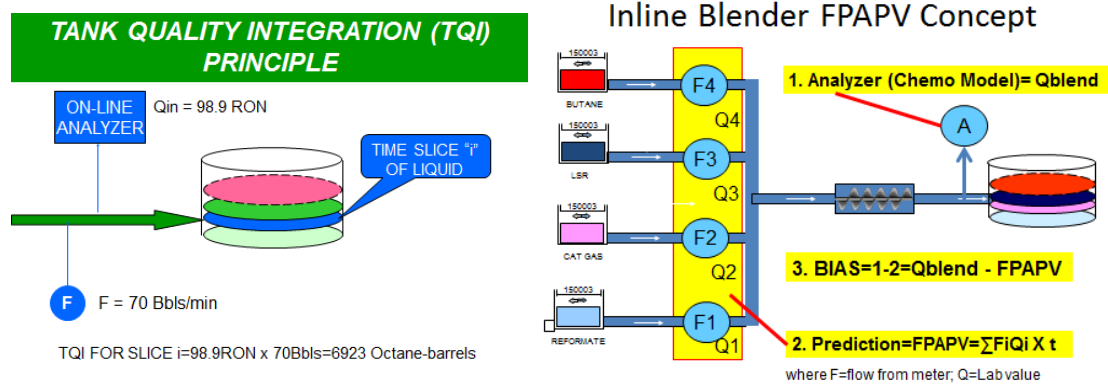 TANK QUALITY INTEGRATION (TQI)
PRINCIPLE
ON-LINE
ANALYZER
Qin = 98.9 RON
TIME SLICE “i”
OF LIQUID
F
F = 70 Bbls/min
TQI FOR SLICE i=98.9RON x 70Bbls=6923 Octane-barrels
Inline Blender FPAPV Concept
150003
BUTANE
F4
Q4
150003
LSR
F3
Q3
150003
CAT GAS
F2
Q2
150003
REFORMATE
F1
Q1
1. Analyzer (Chemo Model)= Qblend
A
3. BIAS=1-2=Qblend - FPAPV
2. Prediction=FPAPV=∑FiQi X t
where F=flow from meter; Q=Lab value